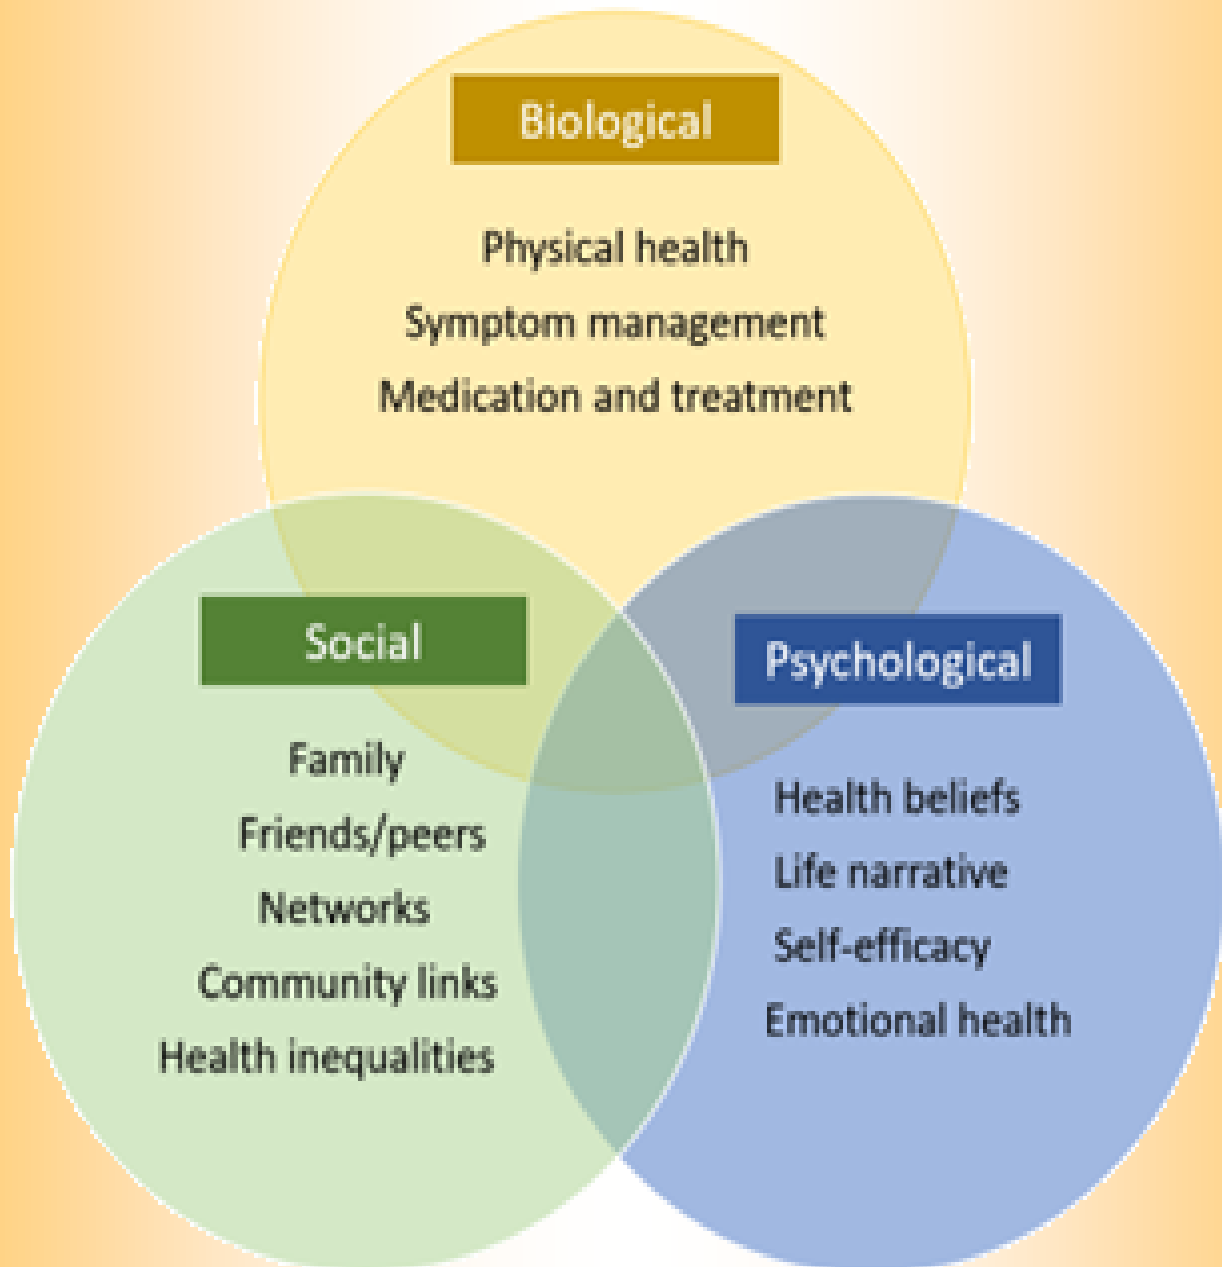 Biological
Physical health
Symptom management
Medication and treatment
Social
Family
Friends/peers
Networks
Community links
Health inequalities
Psychological
Health beliefs
Life narrative
Self-efficacy
Emotional health